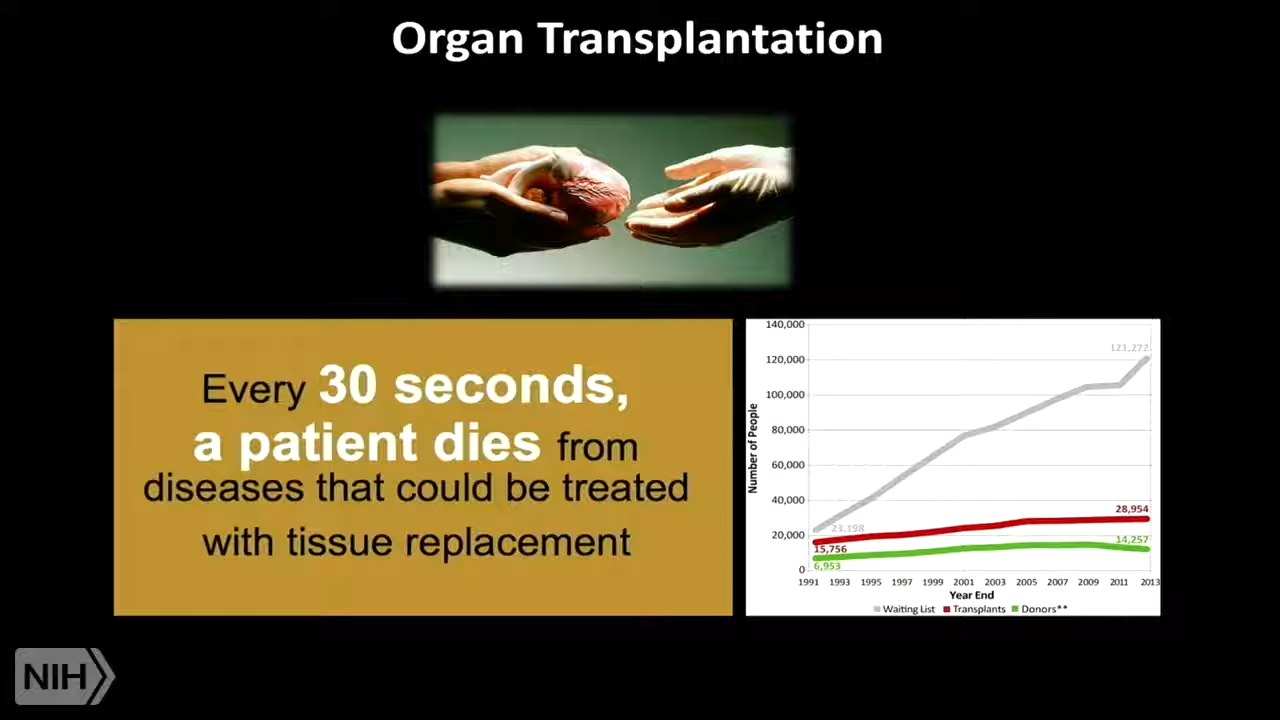 Organ Transplantation
Every 30 seconds,
a patient dies from
diseases that could be treated
with tissue replacement
140,000
120,000
100,000
80,000
60,000
40,000
20,000
0
Number of People
121,272
23,198
28,954
15,756
14,257
6,953
1991 1993 1995 1997 1999 2001 2003 2005 2007 2009 2011 2013
Year End
Waiting List Transplants Donors**
NIH